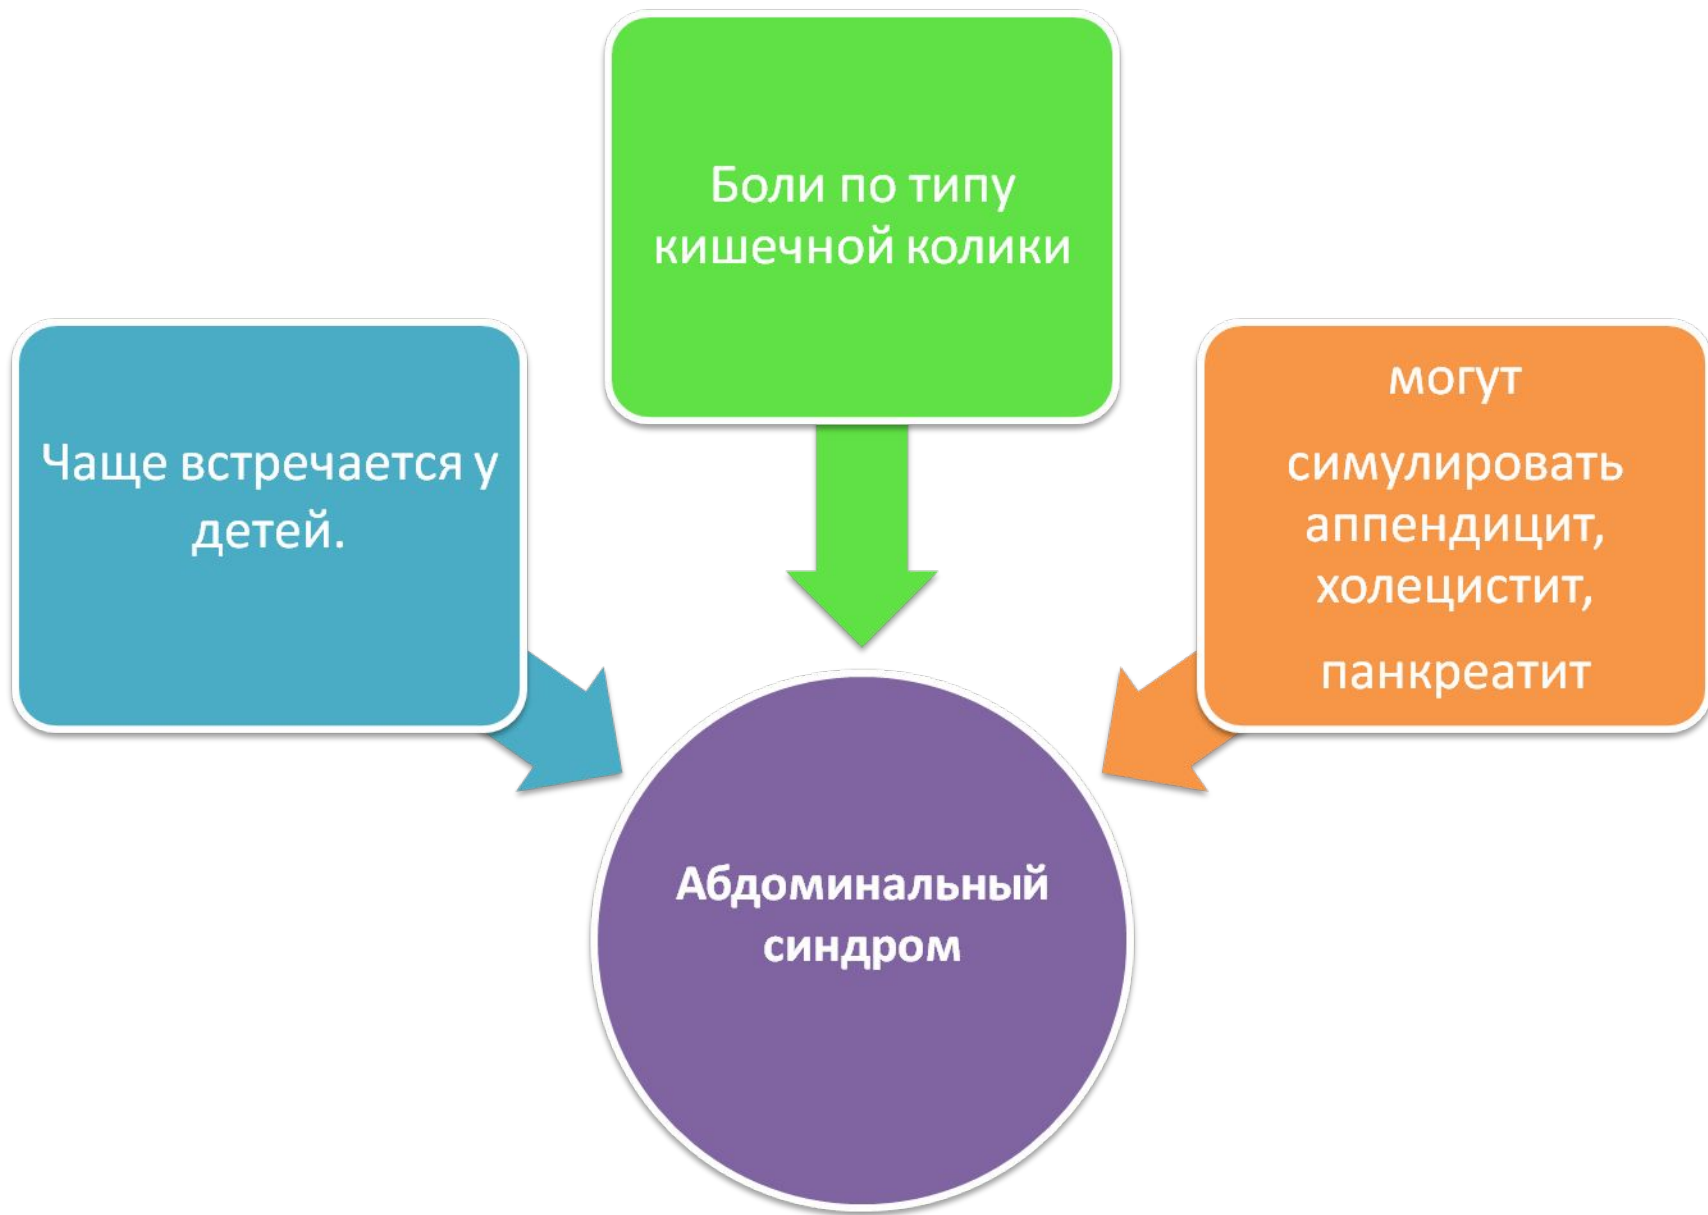 Боли по типу
кишечной колики
Чаще встречается у
детей.
могут
симулировать
аппендицит,
холецистит,
панкреатит
Абдоминальный
синдром